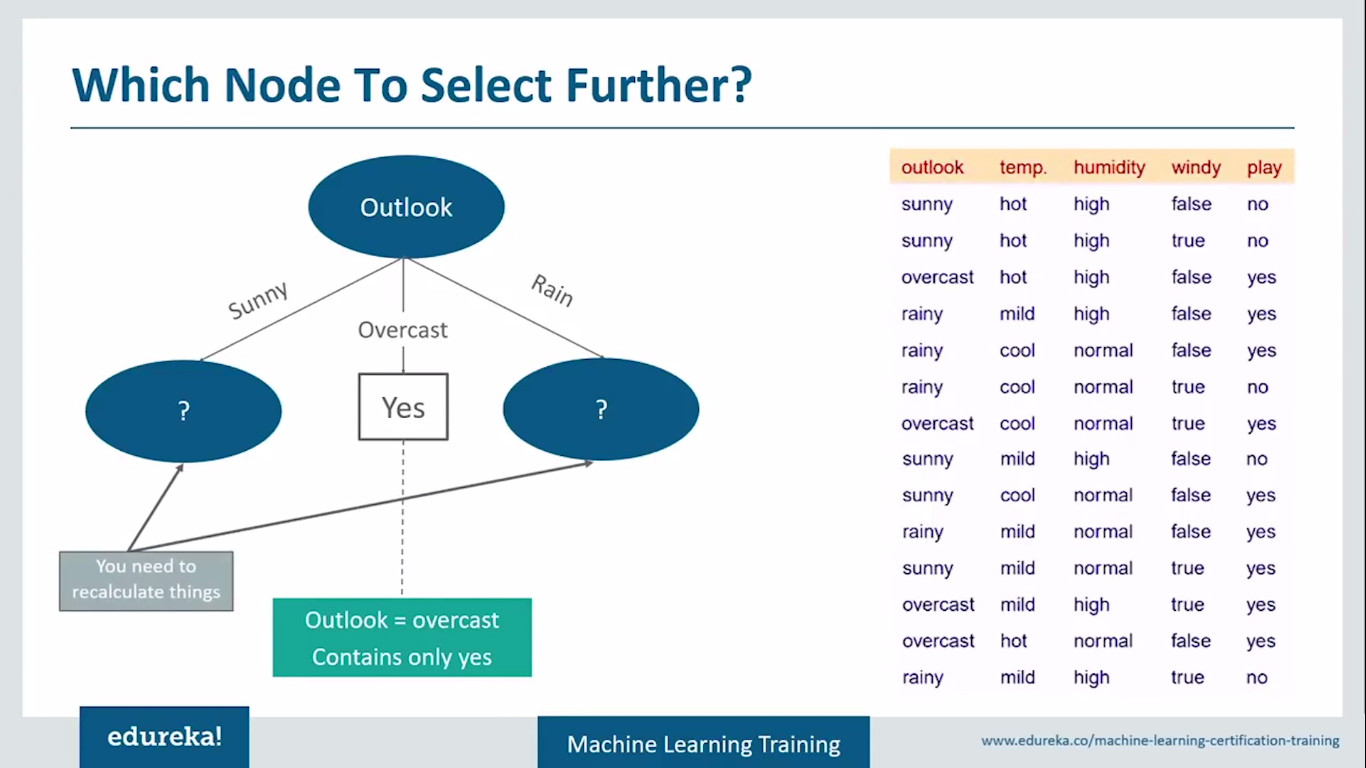 Which Node To Select Further?
Outlook
Sunny
Overcast
Rain
?
Yes
?
You need to
recalculate things
Outlook = overcast
Contains only yes
outlook temp. humidity windy play
sunny hot high false no
sunny hot high true no
overcast hot high false yes
rainy mild high false yes
rainy cool normal false yes
rainy cool normal true no
overcast cool normal true yes
sunny mild high false no
sunny cool normal false yes
rainy mild normal false yes
sunny mild normal true yes
overcast mild high true yes
overcast hot normal false yes
rainy mild high true no
edureka!
Machine Learning Training
www.edureka.co/machine-learning-certification-training